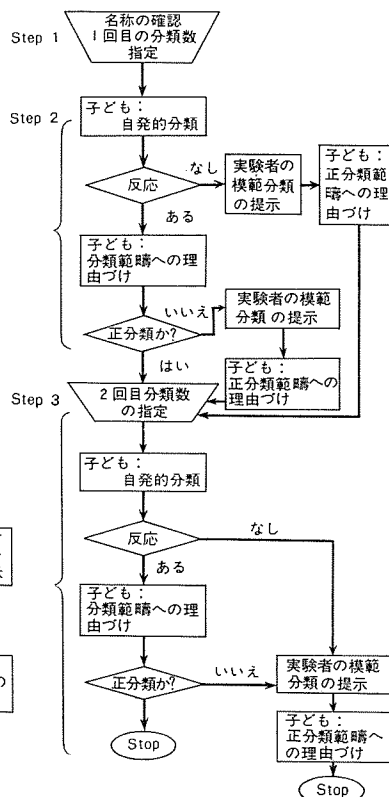 Step 1
名称の確認
1回目の分類数
指定
Step 2
子ども：
自発的分類
反応
なし
実験者の
模範分類
の提示
子ども：
正分類範
疇への理
由づけ
ある
子ども：
分類範疇への理
由づけ
正分類か?
いいえ
実験者の模範
分類の提示
子ども：
正分類範疇への
理由づけ
はい
Step 3
2回目分類数
の指定
子ども：
自発的分類
反応
なし
ある
子ども：
分類範疇への理
由づけ
正分類か?
いいえ
実験者の模範
分類の提示
子ども：
正分類範疇へ
の理由づけ
Stop
Stop
の